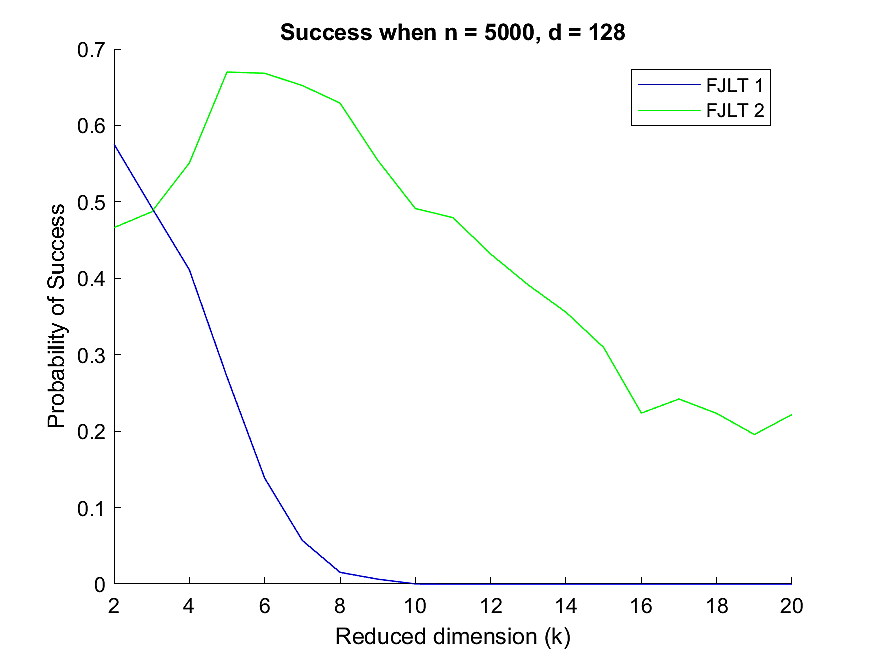 Success when n = 5000, d = 128
FJLT 1
FJLT 2
Probability of Success
0.7
0.6
0.5
0.4
0.3
0.2
0.1
0
2 4 6 8 10 12 14 16 18 20
Reduced dimension (k)